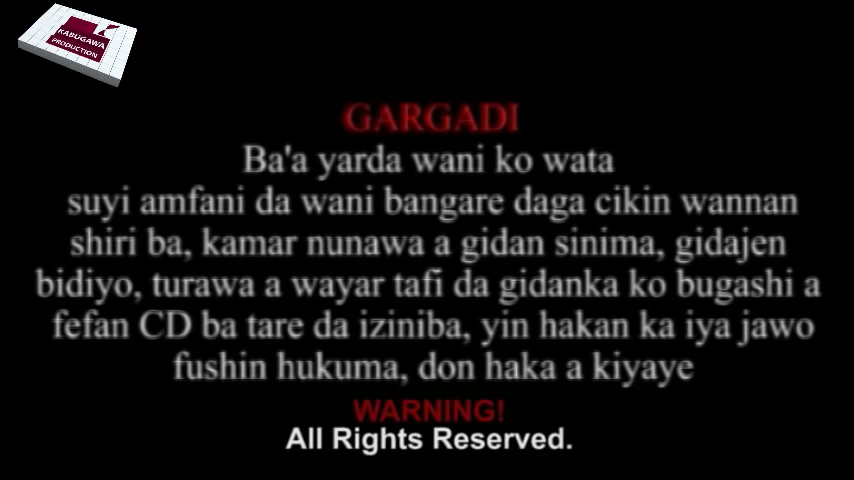 KABUGAWA
PRODUCTION
GARGADI
Ba'a yarda wani ko wata
suyi amfani da wani bangare daga cikin wannan
shiri ba, kamar nunawa a gidan sinima, gidajen
bidiyo, turawa a wayar tafi da gidanka ko bugashi a
fefan CD ba tare da iziniba, yin hakan ka iya jawo
fushin hukuma, don haka a kiyaye
WARNING!
All Rights Reserved.